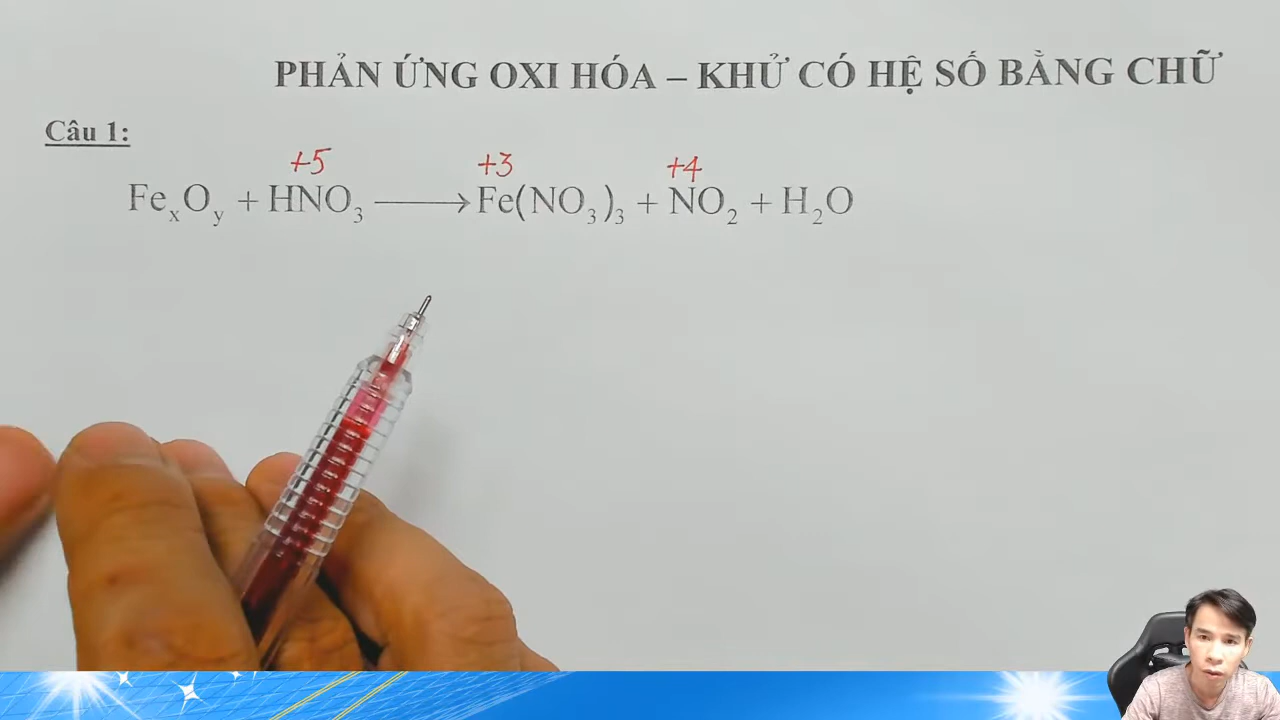 PHẢN ỨNG OXI HÓA – KHỬ CÓ HỆ SỐ BẰNG CHỮ
Câu 1:
+5 +3 +4
FeₓOᵧ + HNO₃ ⟶ Fe(NO₃)₃ + NO₂ + H₂O